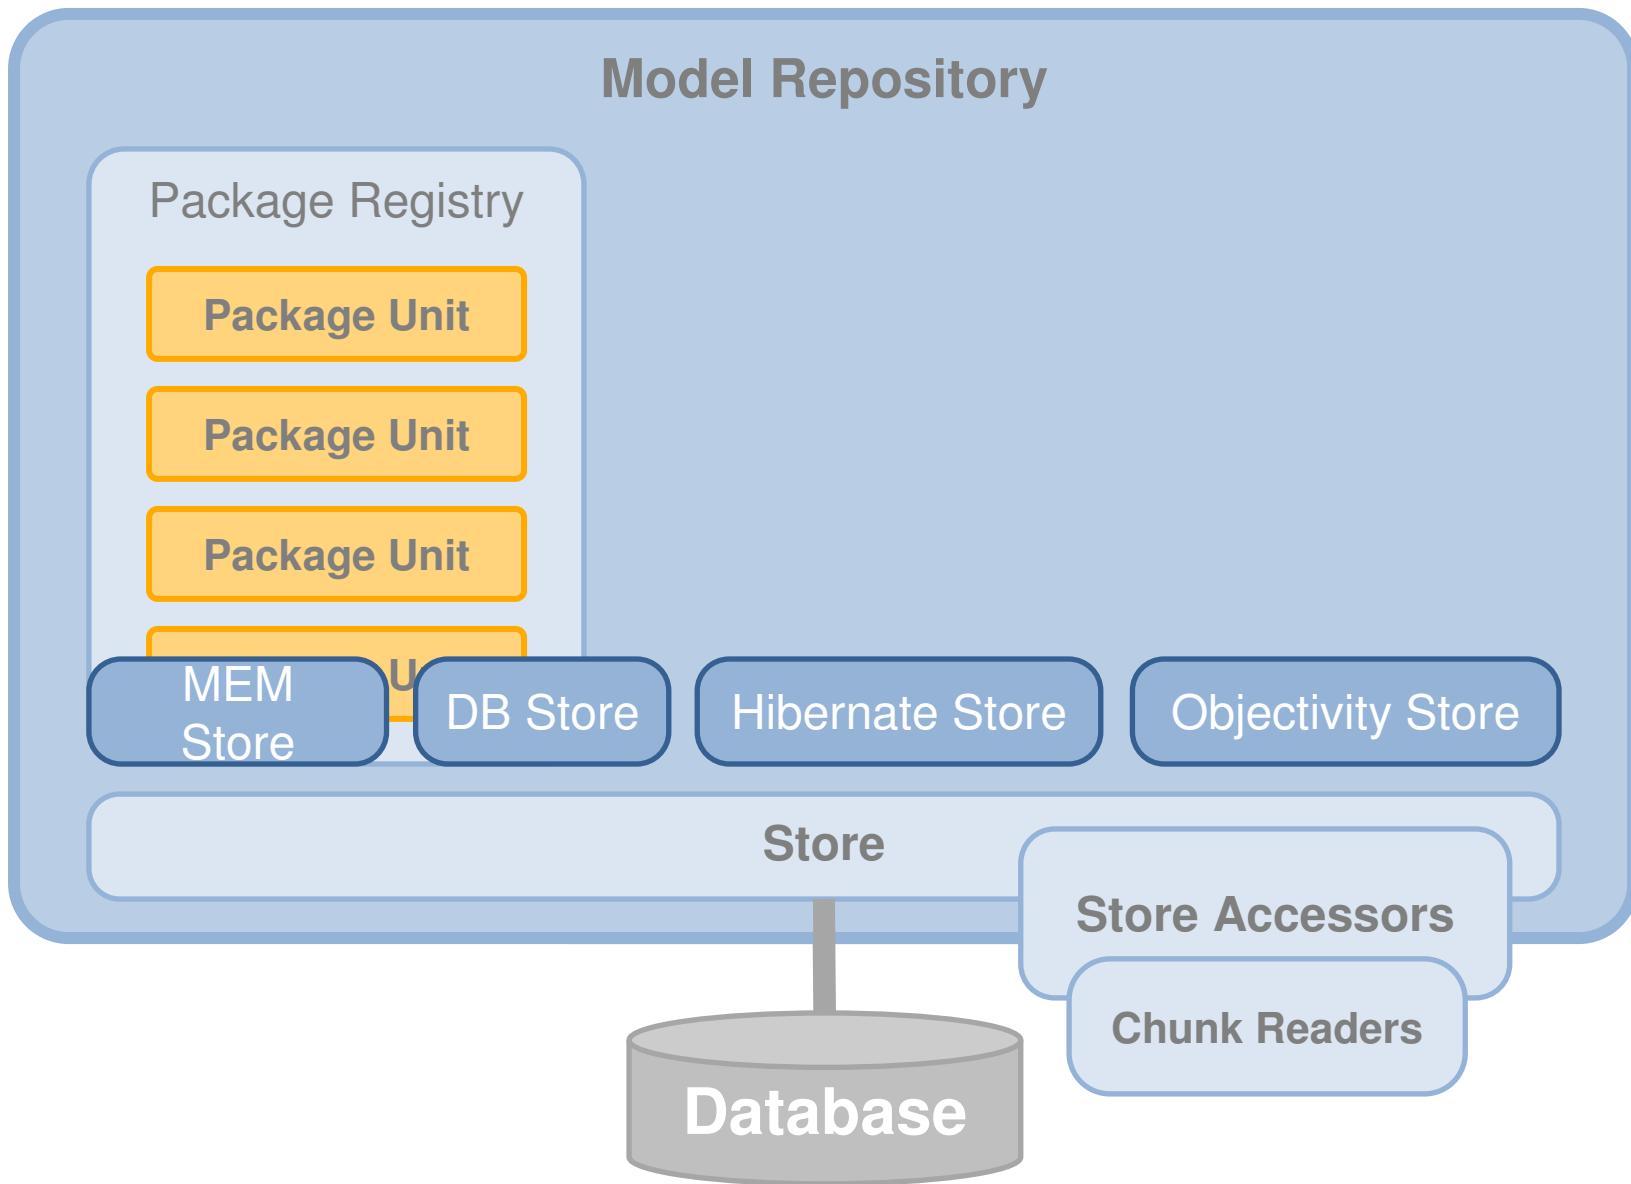 Model Repository
Package Registry
Package Unit
Package Unit
Package Unit
MEM
Store
DB Store
Hibernate Store
Objectivity Store
Store
Store Accessors
Chunk Readers
Database